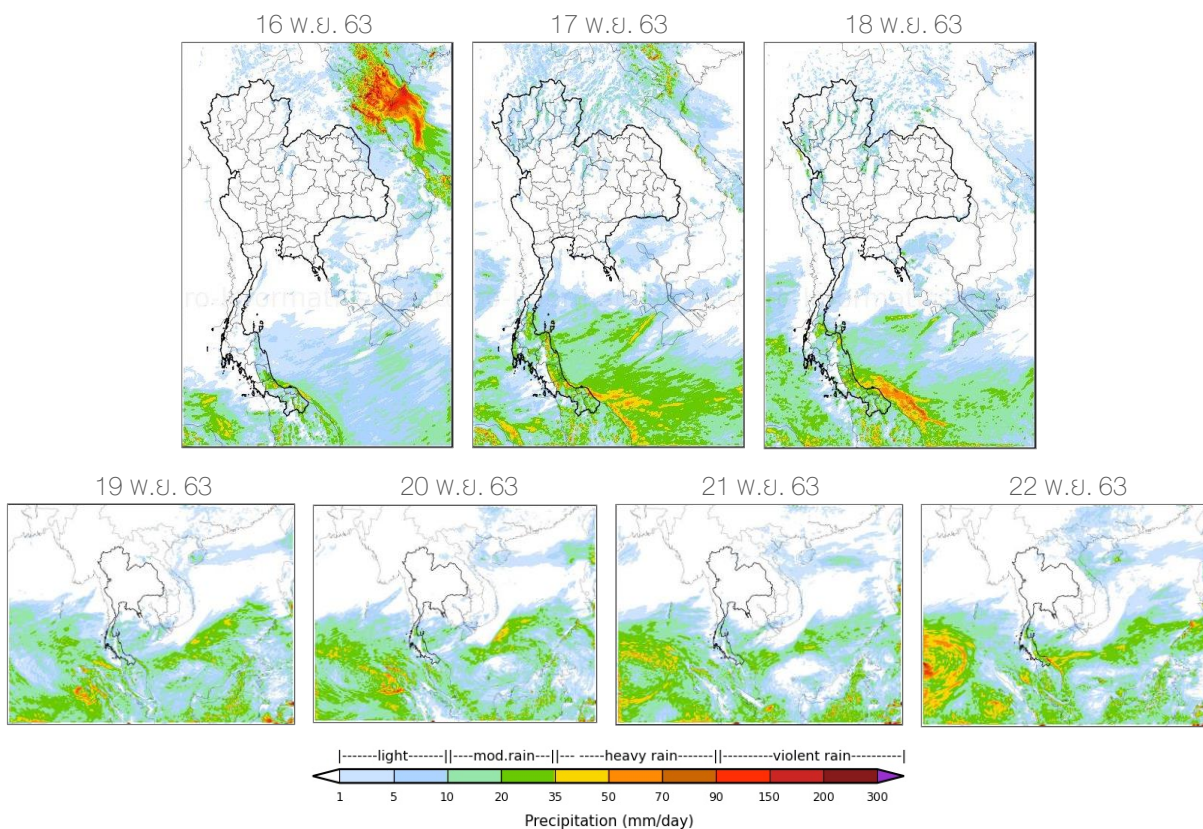 16 พ.ย. 63 17 พ.ย. 63 18 พ.ย. 63
19 พ.ย. 63 20 พ.ย. 63 21 พ.ย. 63 22 พ.ย. 63
|------light------||---mod.rain---||--- ----heavy rain------||------violent rain----------|
1 5 10 20 35 50 70 90 150 200 300
Precipitation (mm/day)